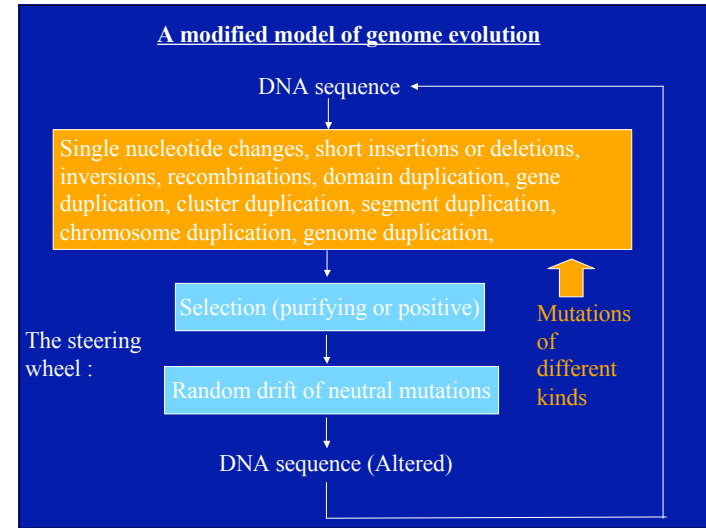 A modified model of genome evolution
DNA sequence
Single nucleotide changes, short insertions or deletions,
inversions, recombinations, domain duplication, gene
duplication, cluster duplication, segment duplication,
chromosome duplication, genome duplication,
Selection (purifying or positive)
Mutations
of
different
kinds
The steering
wheel :
Random drift of neutral mutations
DNA sequence (Altered)